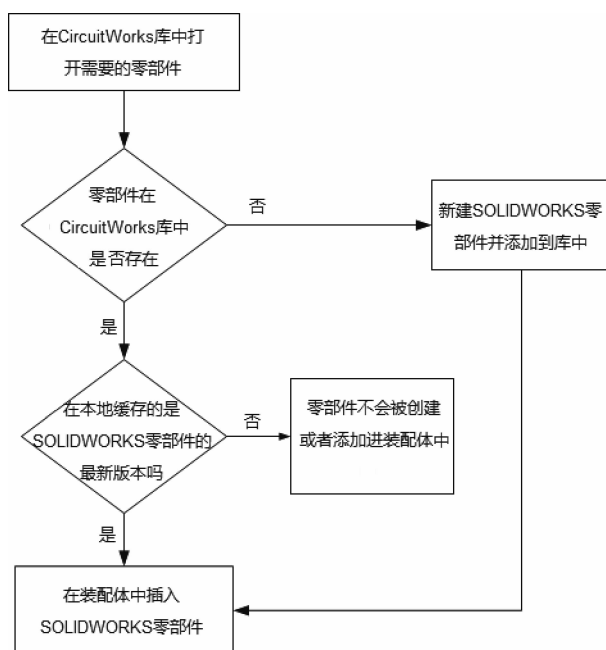 在CircuitWorks库中打
开需要的零部件
零部件在
CircuitWorks库中
是否存在
否
新建SOLIDWORKS零
部件并添加到库中
是
在本地缓存的是
SOLIDWORKS零部件的
最新版本吗
否
零部件不会被创建
或者添加进装配体中
是
在装配体中插入
SOLIDWORKS零部件